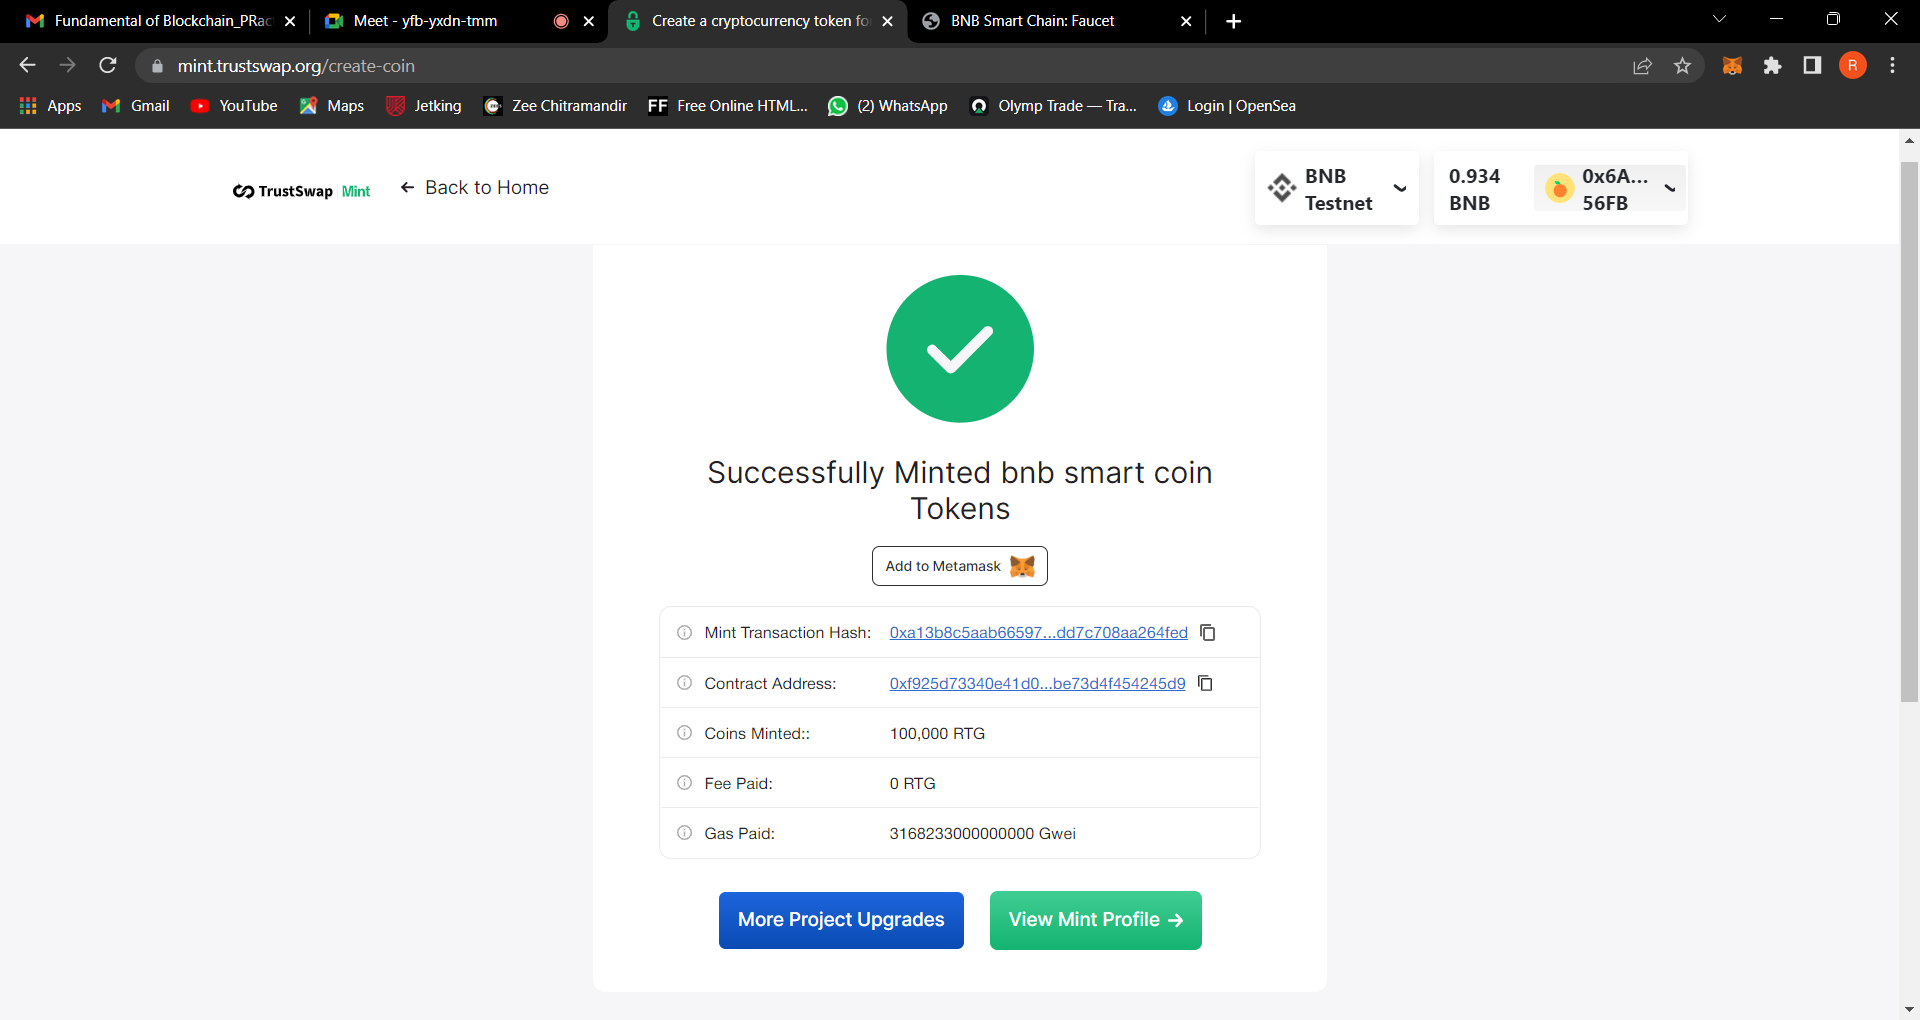 Fundamental of Blockchain_PRac
Meet - yfb-yxdn-tmm
Create a cryptocurrency token fo
BNB Smart Chain: Faucet
mint.trustswap.org/create-coin
R
Apps
Gmail
YouTube
Maps
Jetking
Zee Chitramandir
FF Free Online HTML...
(2) WhatsApp
Olymp Trade — Tra...
Login | OpenSea
TrustSwap | Mint
← Back to Home
BNB
Testnet
0.934
BNB
0x6A...
56FB
Successfully Minted bnb smart coin
Tokens
Add to Metamask
Mint Transaction Hash: 0xa13b8c5aab66597...dd7c708aa264fed
Contract Address: 0xf925d73340e41d0...be73d4f454245d9
Coins Minted:: 100,000 RTG
Fee Paid: 0 RTG
Gas Paid: 3168233000000000 Gwei
More Project Upgrades
View Mint Profile →